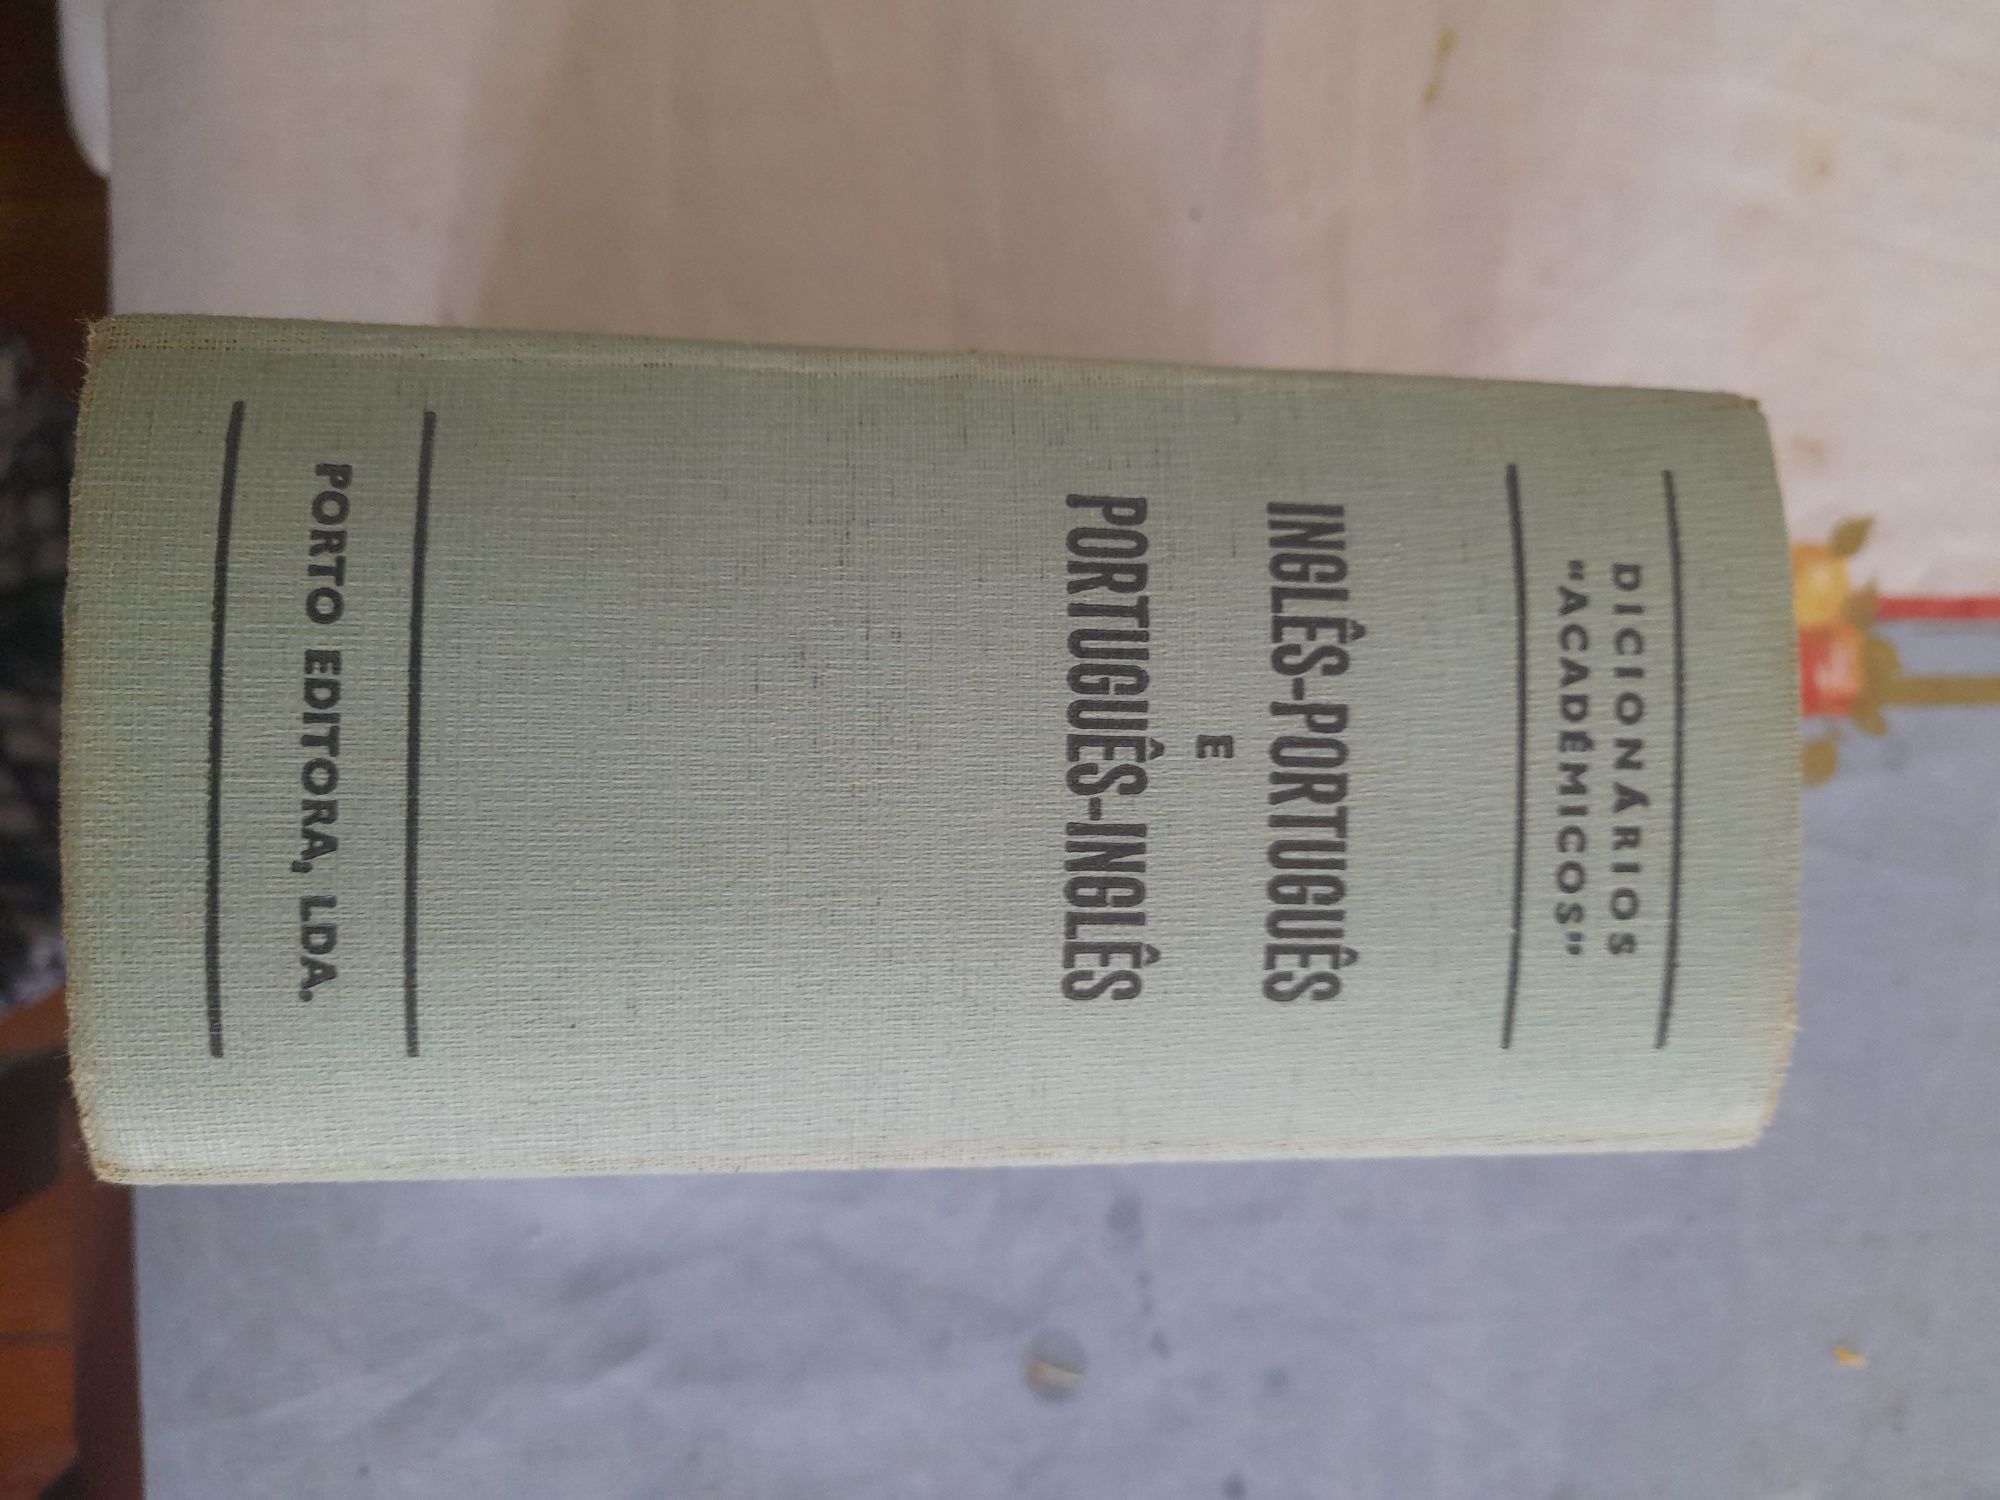 DICIONÁRIOS
"ACADÉMICOS"
INGLÊS-PORTUGUÊS
E
PORTUGUÊS-INGLÊS
PORTO EDITORA, LDA.